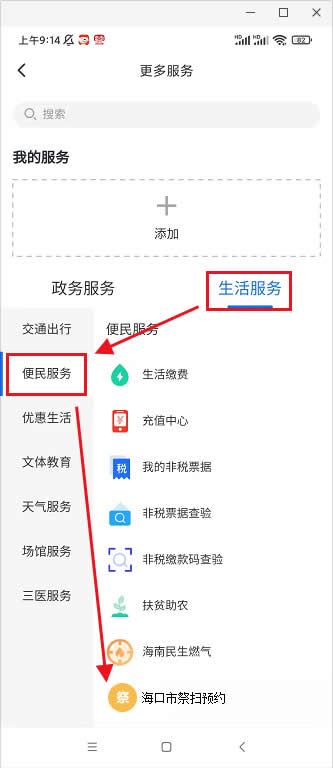 上午9:14
HD
HD
82
更多服务
搜索
我的服务
添加
政务服务
生活服务
交通出行
便民服务
优惠生活
文体教育
天气服务
场馆服务
三医服务
便民服务
生活缴费
充值中心
税
我的非税票据
非税票据查验
非税缴款码查验
扶贫助农
海南民生燃气
祭
海口市祭扫预约